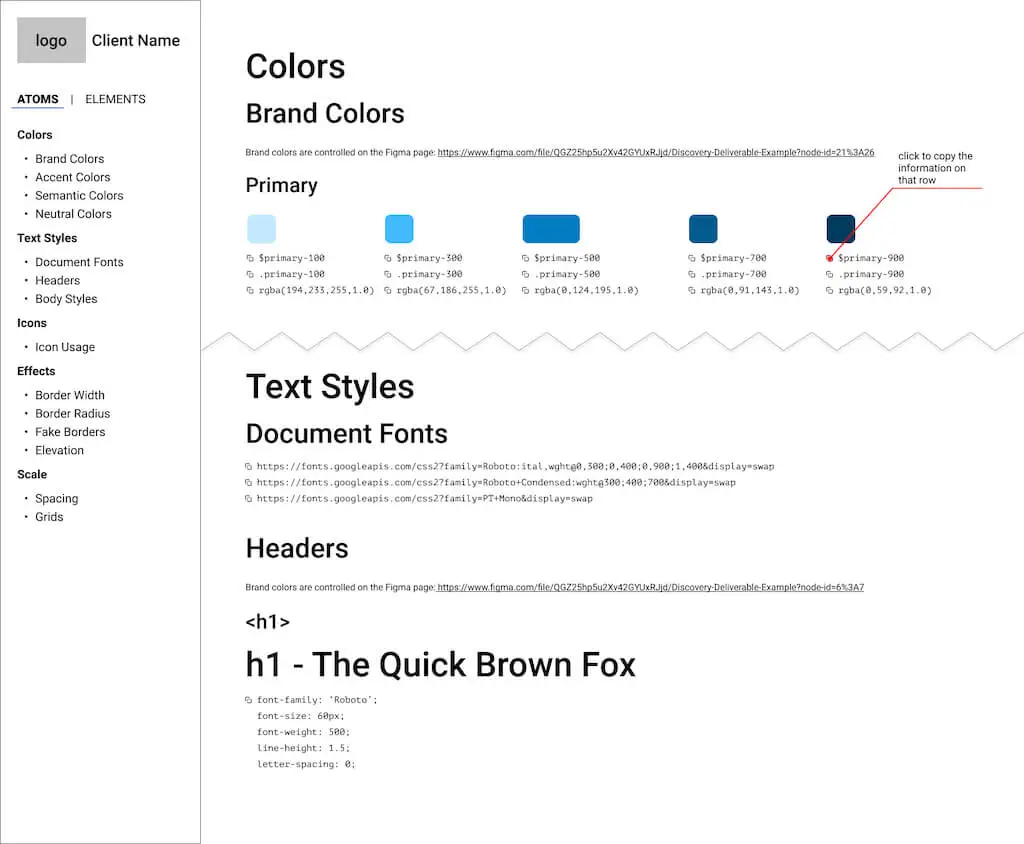 logo Client Name
ATOMS | ELEMENTS
Colors
• Brand Colors
• Accent Colors
• Semantic Colors
• Neutral Colors
Text Styles
• Document Fonts
• Headers
• Body Styles
Icons
• Icon Usage
Effects
• Border Width
• Border Radius
• Fake Borders
• Elevation
Scale
• Spacing
• Grids
Colors
Brand Colors
Brand colors are controlled on the Figma page: https://www.figma.com/file/QGZ25hp5u2Xv42GYUxRJjd/Discovery-Deliverable-Example?node-id=21%3A26
click to copy the
information on
that row
Primary
$primary-100 $primary-300 $primary-500 $primary-700 $primary-900
.primary-100 .primary-300 .primary-500 .primary-700 .primary-900
rgba(194,233,255,1.0) rgba(67,186,255,1.0) rgba(0,124,195,1.0) rgba(0,91,143,1.0) rgba(0,59,92,1.0)
Text Styles
Document Fonts
https://fonts.googleapis.com/css2?family=Roboto:ital,wght@0,300;0,400;0,900;1,400&display=swap
https://fonts.googleapis.com/css2?family=Roboto+Condensed:wght@300;400;700&display=swap
https://fonts.googleapis.com/css2?family=PT+Mono&display=swap
Headers
Brand colors are controlled on the Figma page: https://www.figma.com/file/QGZ25hp5u2Xv42GYUxRJjd/Discovery-Deliverable-Example?node-id=6%3A7
<h1>
h1 - The Quick Brown Fox
font-family: 'Roboto';
font-size: 60px;
font-weight: 500;
line-height: 1.5;
letter-spacing: 0;